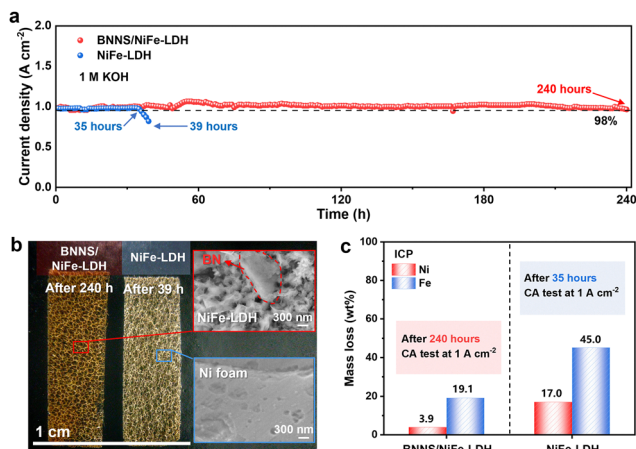 a
BNNS/NiFe-LDH
NiFe-LDH
1 M KOH
240 hours
35 hours
39 hours
98%
Current density (A cm⁻²)
2.0
1.5
1.0
0.5
0.0
0
60
120
180
240
Time (h)
b
BNNS/
NiFe-LDH
NiFe-LDH
After 240 h
After 39 h
BN
NiFe-LDH
300 nm
Ni foam
300 nm
1 cm
c
ICP
Ni
Fe
After 35 hours
CA test at 1 A cm⁻²
After 240 hours
CA test at 1 A cm⁻²
Mass loss (wt%)
100
80
60
40
20
0
3.9
19.1
17.0
45.0
BNNS/NiFe-LDH
NiFe-LDH